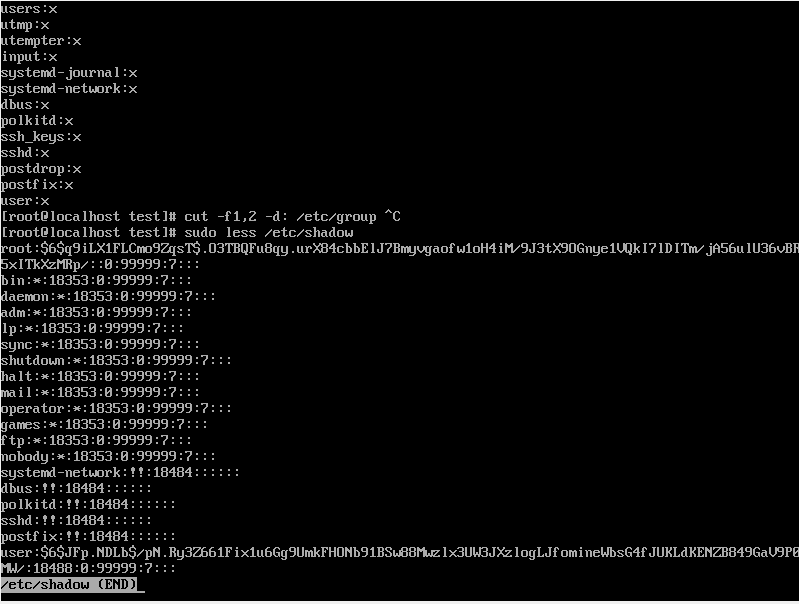 users:x
utmp:x
utempter:x
input:x
systemd-journal:x
systemd-network:x
dbus:x
polkitd:x
ssh_keys:x
sshd:x
postdrop:x
postfix:x
user:x
[root@localhost test]# cut -f1,2 -d: /etc/group ^C
[root@localhost test]# sudo less /etc/shadow
root:$6$q9iLX1FLCmo9ZqsT$.O3TBQFu8qy.urX84cbbElJ7Bmyvgaofw1oH4iM/9J3tX9OGnye1VQkI7lDITm/jA56ulU36vBR
5xITkXzMRp/::0:99999:7:::
bin:*:18353:0:99999:7:::
daemon:*:18353:0:99999:7:::
adm:*:18353:0:99999:7:::
lp:*:18353:0:99999:7:::
sync:*:18353:0:99999:7:::
shutdown:*:18353:0:99999:7:::
halt:*:18353:0:99999:7:::
mail:*:18353:0:99999:7:::
operator:*:18353:0:99999:7:::
games:*:18353:0:99999:7:::
ftp:*:18353:0:99999:7:::
nobody:*:18353:0:99999:7:::
systemd-network:!!:18484::::::
dbus:!!:18484::::::
polkitd:!!:18484::::::
sshd:!!:18484::::::
postfix:!!:18484::::::
user:$6$JFp.NDLb$/pN.Ry3Z661Fix1u6Gg9UmkFHONb91BSw88Mwzlx3UW3JXzlogLJfomineWbsG4fJUKLdKENZB849GaV9P0
MW/:18488:0:99999:7:::
/etc/shadow (END)